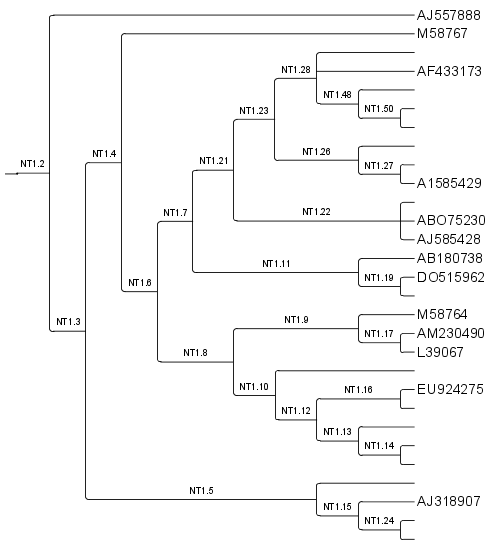 AJ557888
M58767
NT1.28
AF433173
NT1.48
NT1.50
NT1.23
NT1.4
NT1.26
NT1.2
NT1.21
NT1.27
A1585429
NT1.7
NT1.22
ABO75230
AJ585428
AB180738
NT1.11
DO515962
NT1.19
NT1.6
M58764
NT1.3
NT1.9
AM230490
NT1.17
L39067
NT1.8
NT1.10
NT1.16
EU924275
NT1.12
NT1.13
NT1.14
NT1.5
AJ318907
NT1.15
NT1.24